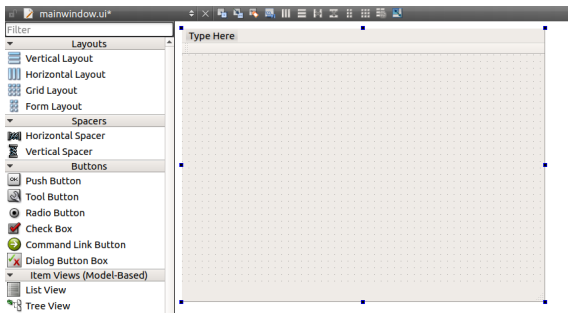 mainwindow.ui*
Filter
Type Here
Layouts
Vertical Layout
Horizontal Layout
Grid Layout
Form Layout
Spacers
Horizontal Spacer
Vertical Spacer
Buttons
OK Push Button
Tool Button
Radio Button
Check Box
Command Link Button
Dialog Button Box
Item Views (Model-Based)
List View
Tree View